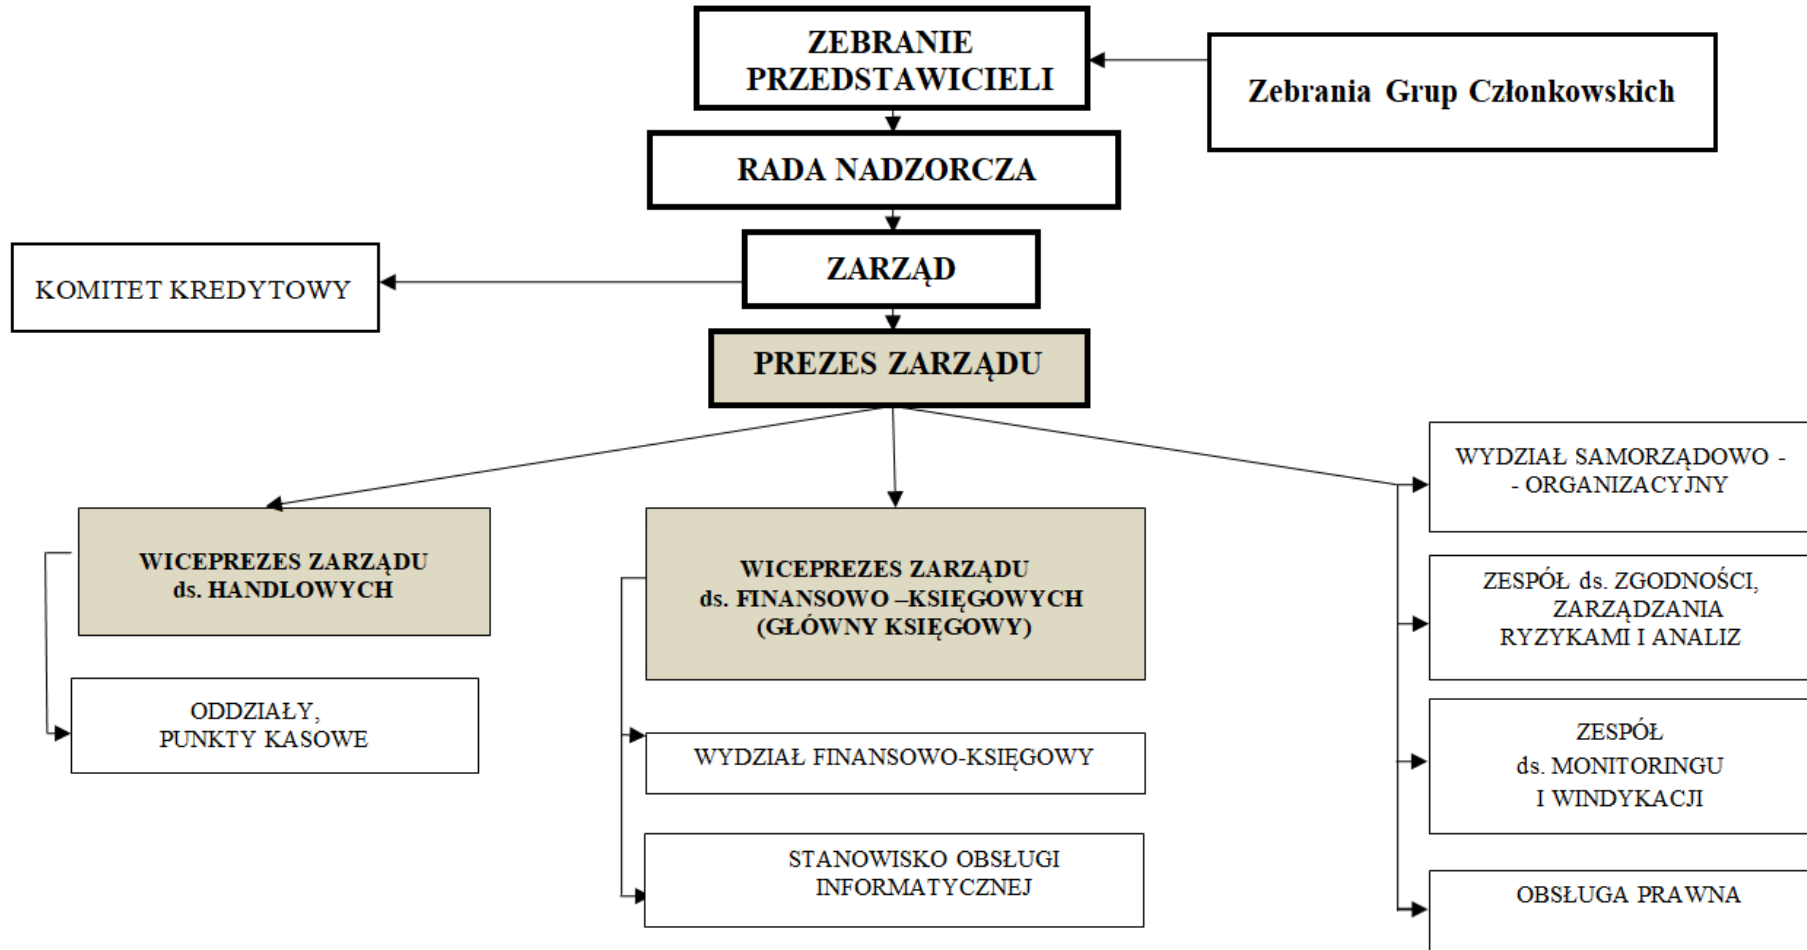 ZEBRANIE
PRZEDSTAWICIELI
Zebrania Grup Członkowskich
RADA NADZORCZA
ZARZĄD
KOMITET KREDYTOWY
PREZES ZARZĄDU
WICEPREZES ZARZĄDU
ds. HANDLOWYCH
ODDZIAŁY,
PUNKTY KASOWE
WICEPREZES ZARZĄDU
ds. FINANSOWO –KSIĘGOWYCH
(GŁÓWNY KSIĘGOWY)
WYDZIAŁ FINANSOWO-KSIĘGOWY
STANOWISKO OBSŁUGI
INFORMATYCZNEJ
WYDZIAŁ SAMORZĄDOWO -
- ORGANIZACYJNY
ZESPÓŁ ds. ZGODNOŚCI,
ZARZĄDZANIA
RYZYKAMI I ANALIZ
ZESPÓŁ
ds. MONITORINGU
I WINDYKACJI
OBSŁUGA PRAWNA